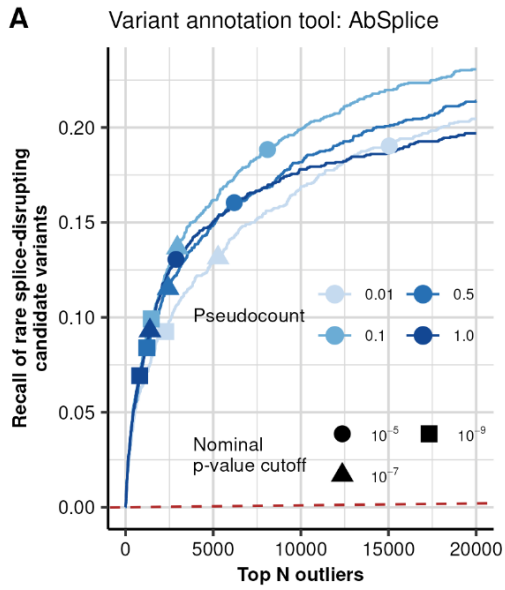 A
Variant annotation tool: AbSplice
Recall of rare splice-disrupting
candidate variants
0.20
0.15
0.10
0.05
0.00
Pseudocount
0.01
0.5
0.1
1.0
Nominal
p-value cutoff
10⁻⁵
10⁻⁹
10⁻⁷
0
5000
10000
15000
20000
Top N outliers